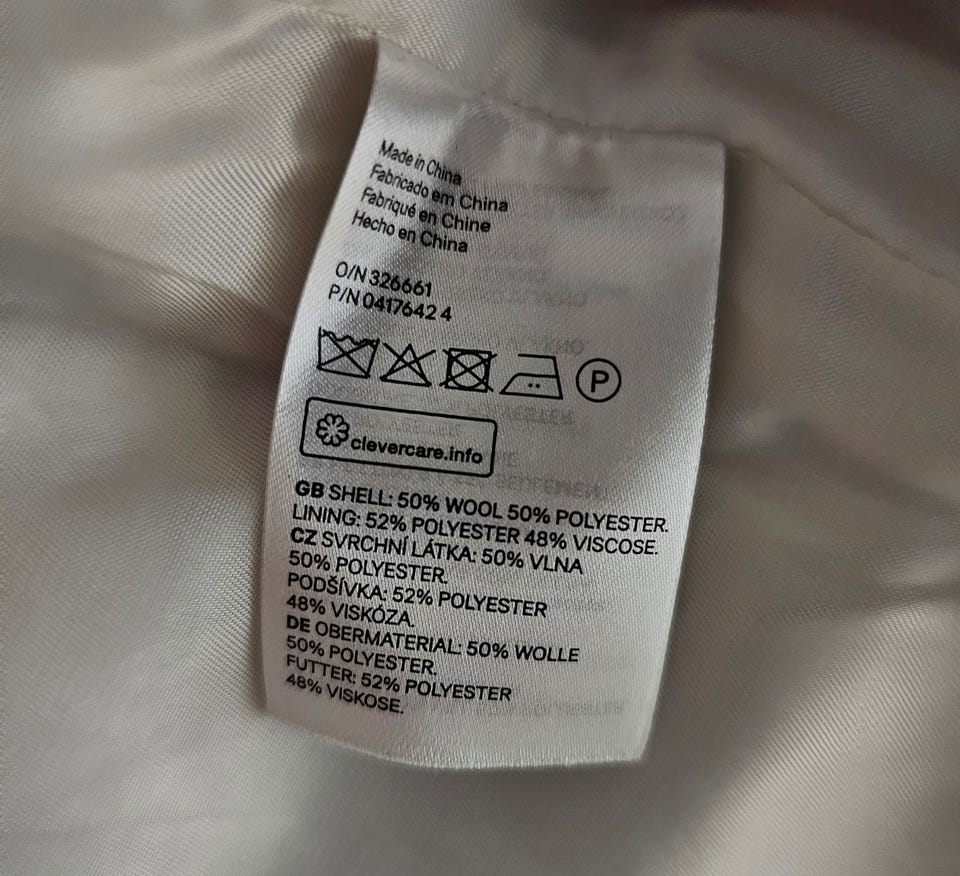 Made in China
Fabricado em China
Fabriqué en Chine
Hecho en China
O/N 326661
P/N 0417642 4
P
clevercare.info
GB SHELL: 50% WOOL 50% POLYESTER.
LINING: 52% POLYESTER 48% VISCOSE.
CZ SVRCHNÍ LÁTKA: 50% VLNA
50% POLYESTER.
PODŠÍVKA: 52% POLYESTER
48% VISKÓZA.
DE OBERMATERIAL: 50% WOLLE
50% POLYESTER.
FUTTER: 52% POLYESTER
48% VISKOSE.